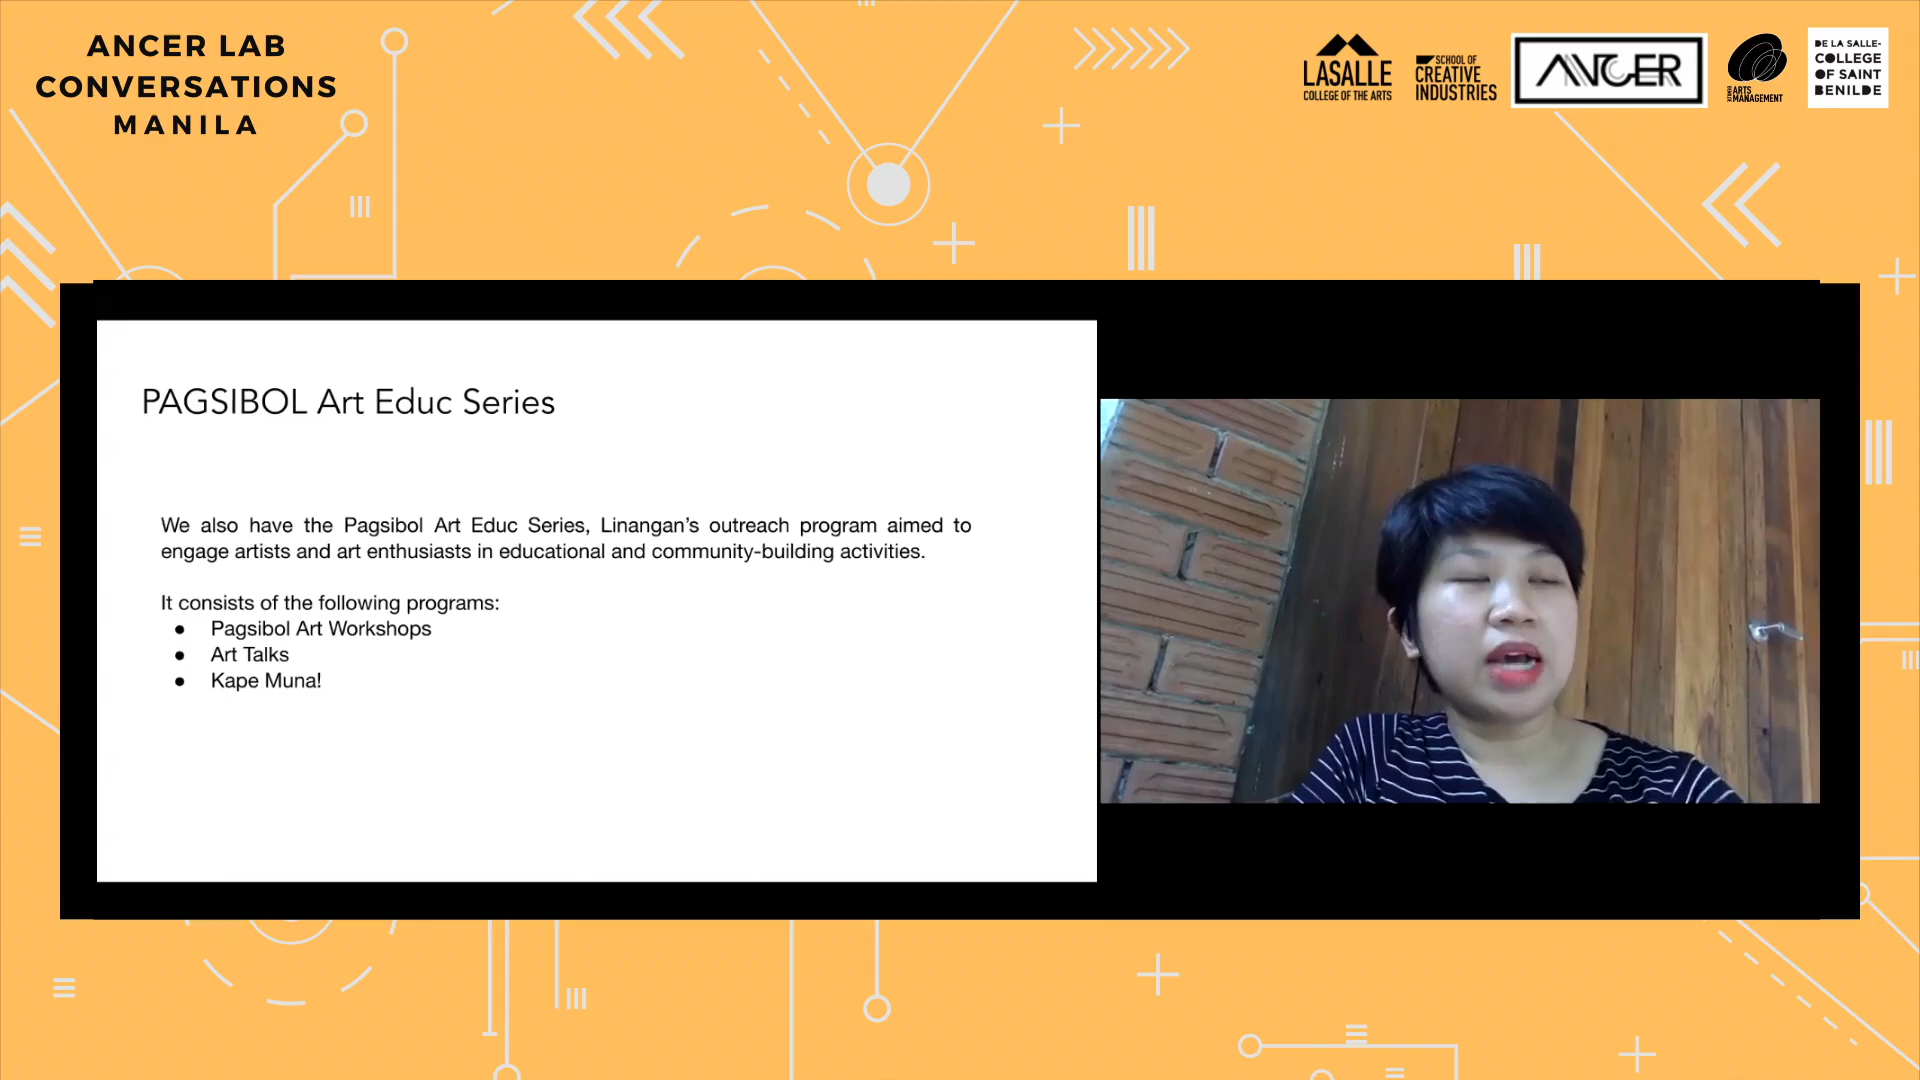 ANCER LAB
CONVERSATIONS
MANILA
LASALLE
COLLEGE OF THE ARTS
SCHOOL OF
CREATIVE
INDUSTRIES
ANCER
ARTS
MANAGEMENT
DE LA SALLE-
COLLEGE
OF SAINT
BENILDE
PAGSIBOL Art Educ Series
We also have the Pagsibol Art Educ Series, Linangan’s outreach program aimed to
engage artists and art enthusiasts in educational and community-building activities.
It consists of the following programs:
● Pagsibol Art Workshops
● Art Talks
● Kape Muna!